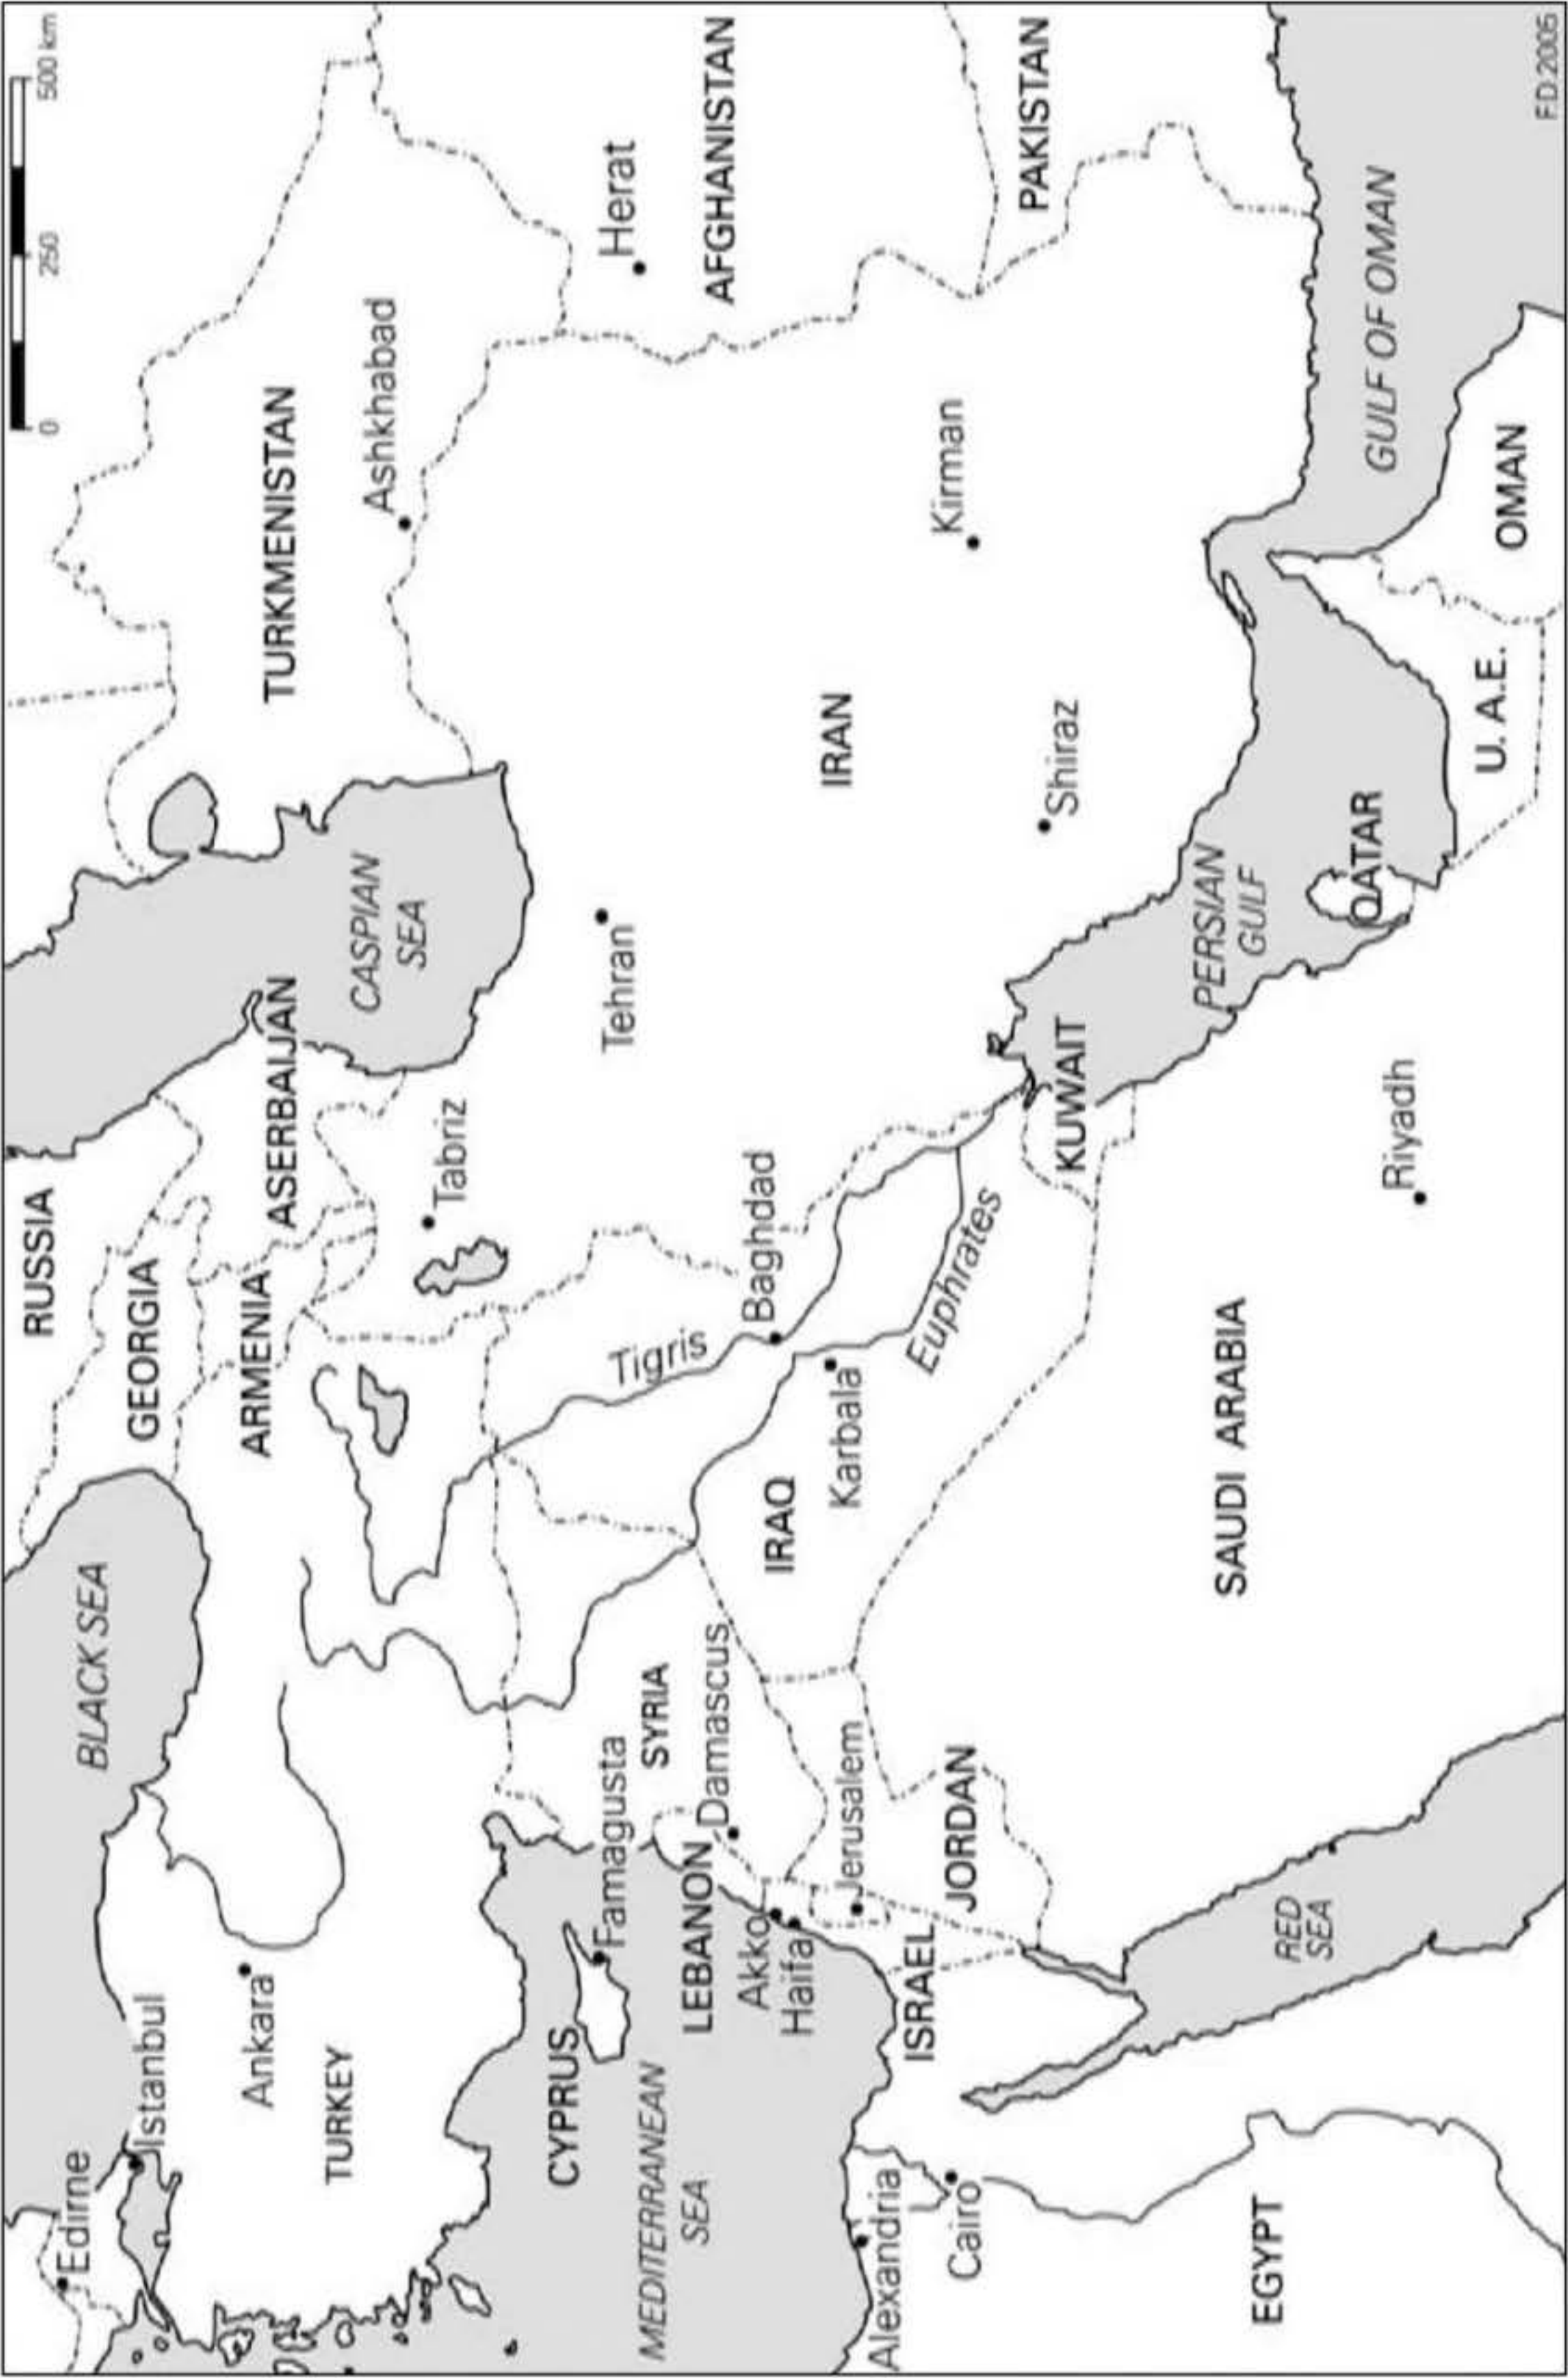 0 250 500 km
RUSSIA
BLACK SEA
GEORGIA
ARMENIA
ASERBAIJAN
CASPIAN
SEA
TURKMENISTAN
Ashkhabad
Edirne
Istanbul
Ankara
TURKEY
Tabriz
Tehran
Herat
AFGHANISTAN
CYPRUS
Famagusta
MEDITERRANEAN
SEA
LEBANON
SYRIA
Damascus
Tigris
Baghdad
IRAQ
Karbala
Euphrates
IRAN
Kirman
Shiraz
PAKISTAN
Akko
Haifa
Jerusalem
ISRAEL
JORDAN
Alexandria
Cairo
EGYPT
RED
SEA
SAUDI ARABIA
Riyadh
KUWAIT
PERSIAN
GULF
QATAR
U.A.E.
OMAN
GULF OF OMAN
F.D.2005